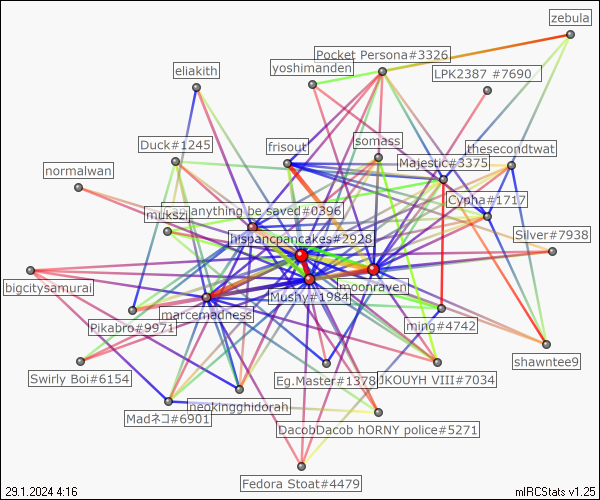 zebula
Pocket Persona#3326
yoshimanden
eliakith
LPK2387 #7690
Duck#1245
frisout
somass
thesecondtwat
Majestic#3375
normalwan
Cypha#1717
anything be saved#0396
mukszi
Silver#7938
hispancpancakes#2928
bigcitysamurai
moonraven
Mushy#1984
marcemadness
Pikabro#9971
ming#4742
shawntee9
Swirly Boi#6154
Eg.Master#1378
JKOUYH VIII#7034
neokingghidorah
Madネコ#6901
DacobDacob hORNY police#5271
Fedora Stoat#4479
29.1.2024 4:16
mIRCStats v1.25